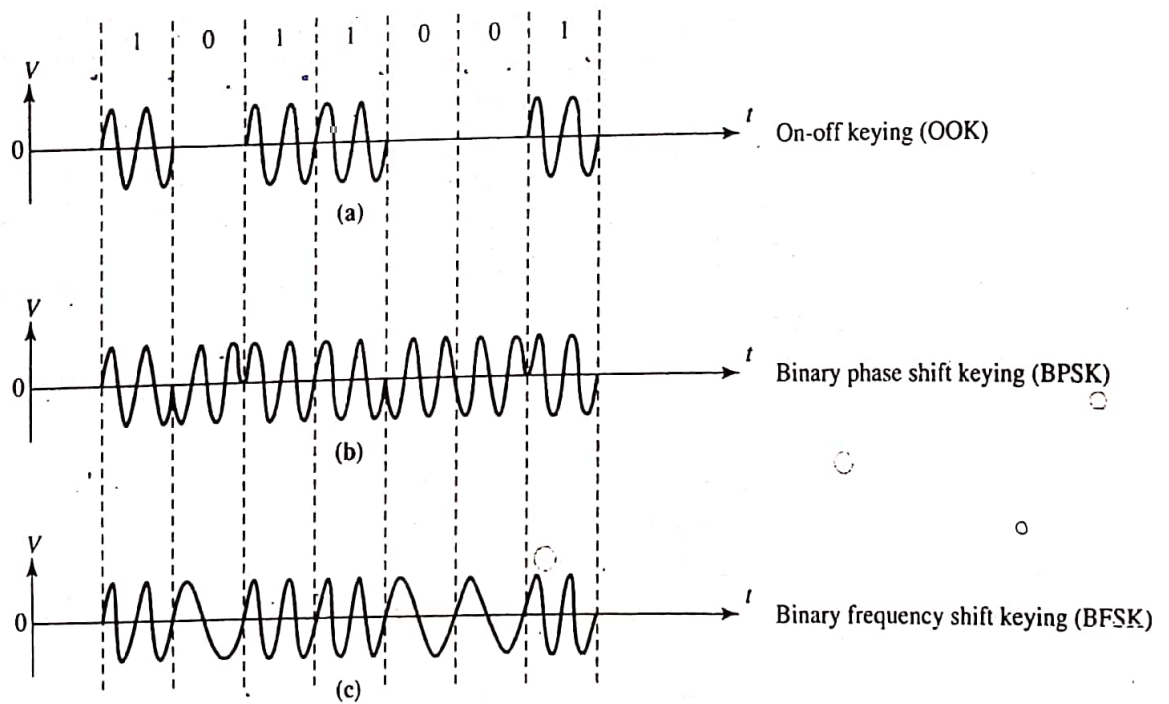 1 0 1 1 0 0 1
V
0
t
On-off keying (OOK)
(a)
V
0
t
Binary phase shift keying (BPSK)
(b)
V
0
t
Binary frequency shift keying (BFSK)
(c)